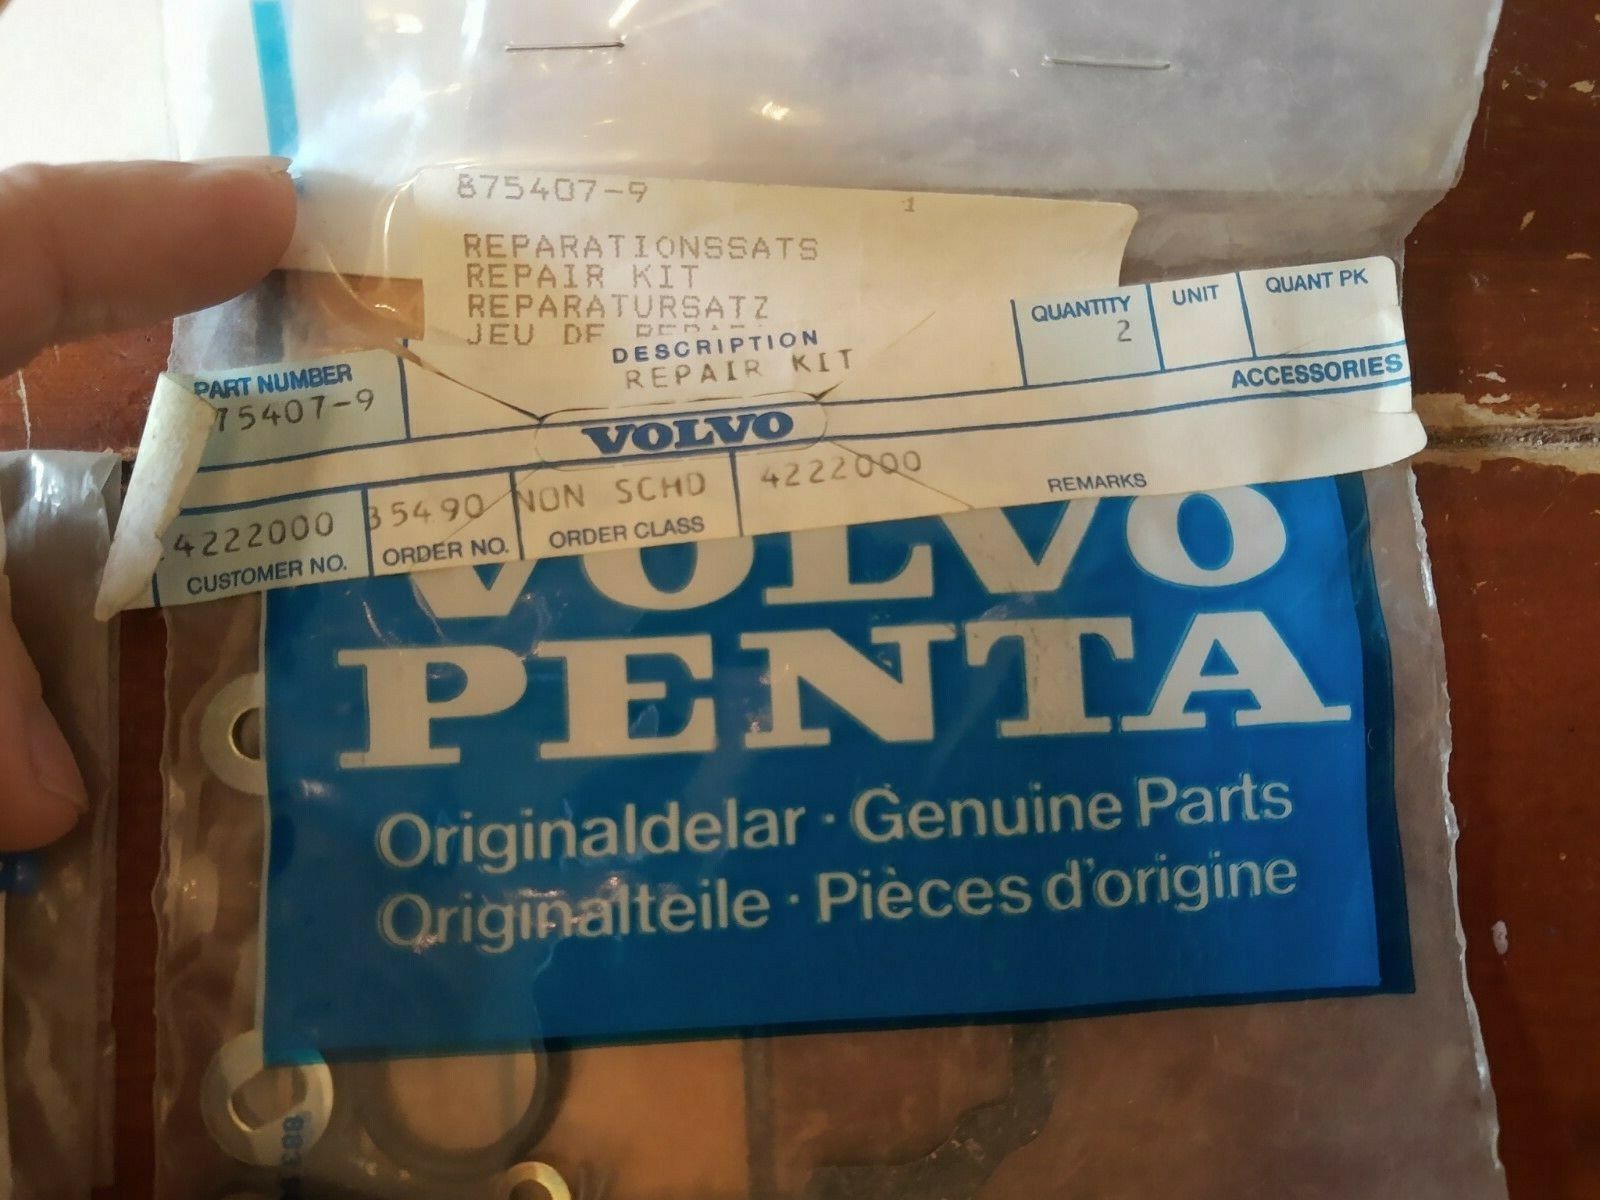 875407-9
1
REPARATIONSSATS
REPAIR KIT
REPARATURSATZ
JEU DE
PART NUMBER
75407-9
DESCRIPTION
REPAIR KIT
QUANTITY
2
UNIT
QUANT PK
ACCESSORIES
VOLVO
4222000
CUSTOMER NO.
35490
ORDER NO.
NON SCHD
ORDER CLASS
4222000
REMARKS
VOLVO
PENTA
Originaldelar · Genuine Parts
Originalteile · Pièces d'origine